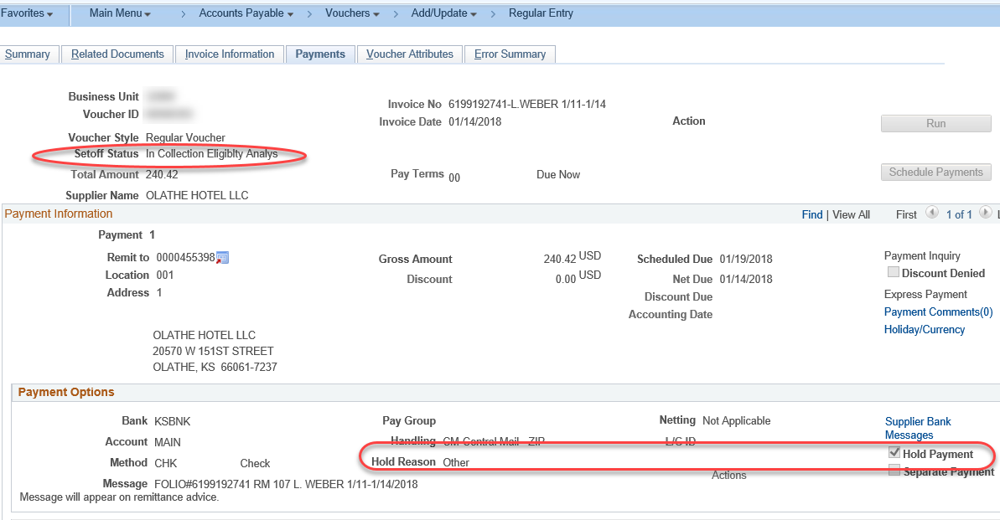 Favorites Main Menu > Accounts Payable > Vouchers > Add/Update > Regular Entry
Summary Related Documents Invoice Information Payments Voucher Attributes Error Summary
Business Unit
Voucher ID
Invoice No 6199192741-L.WEBER 1/11-1/14
Invoice Date 01/14/2018
Action
Run
Voucher Style Regular Voucher
Setoff Status In Collection Eligiblty Analys
Total Amount 240.42
Pay Terms 00 Due Now
Schedule Payments
Supplier Name OLATHE HOTEL LLC
Payment Information Find | View All First 1 of 1
Payment 1
Remit to 0000455398
Location 001
Address 1
Gross Amount 240.42 USD
Discount 0.00 USD
Scheduled Due 01/19/2018
Net Due 01/14/2018
Discount Due
Accounting Date
Payment Inquiry
Discount Denied
Express Payment
Payment Comments(0)
Holiday/Currency
OLATHE HOTEL LLC
20570 W 151ST STREET
OLATHE, KS 66061-7237
Payment Options
Bank KSBNK
Account MAIN
Method CHK Check
Pay Group
Handling CM-Central Mail - ZIP
Hold Reason Other
Netting Not Applicable
L/C ID
Supplier Bank
Messages
Hold Payment
Separate Payment
Actions
Message FOLIO#6199192741 RM 107 L. WEBER 1/11-1/14/2018
Message will appear on remittance advice.